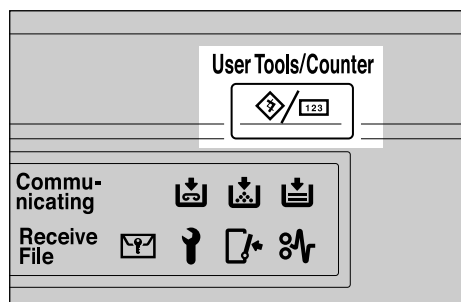 User Tools/Counter
123
Commu-
nicating
Receive
File